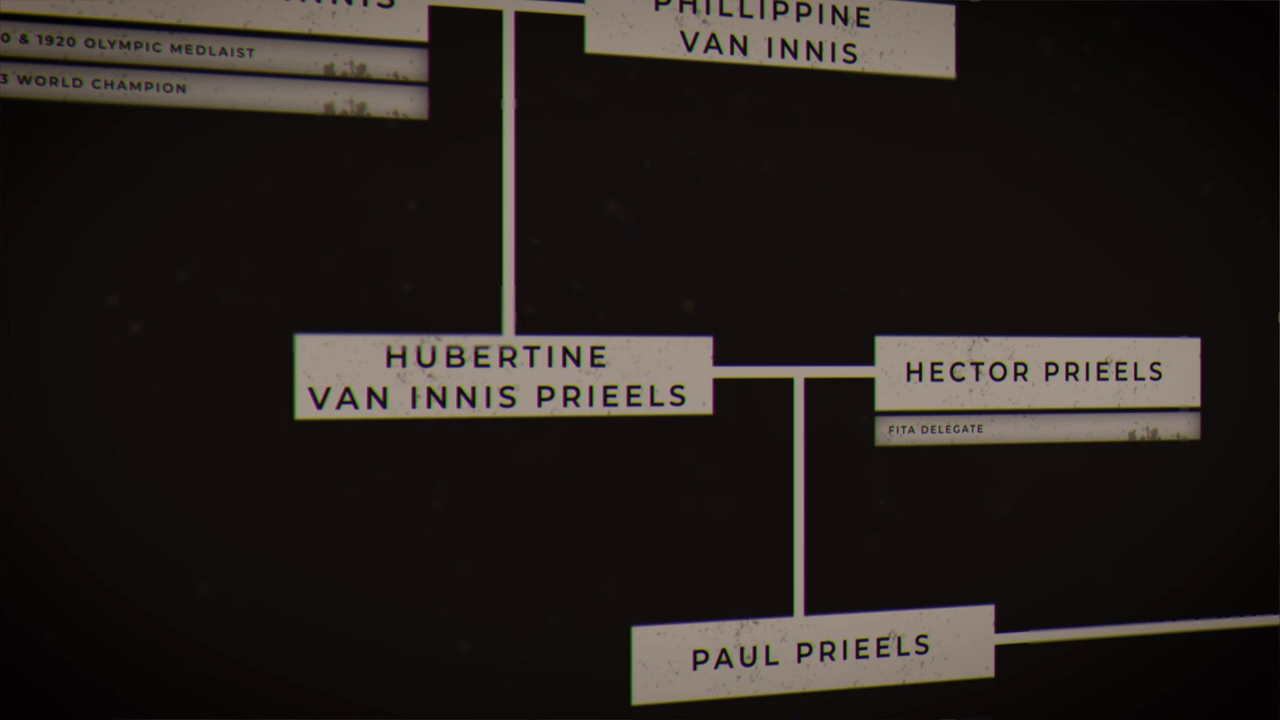 INNIS
0 & 1920 OLYMPIC MEDLAIST
3 WORLD CHAMPION
PHILLIPPINE
VAN INNIS
HUBERTINE
VAN INNIS PRIEELS
HECTOR PRIEELS
FITA DELEGATE
PAUL PRIEELS